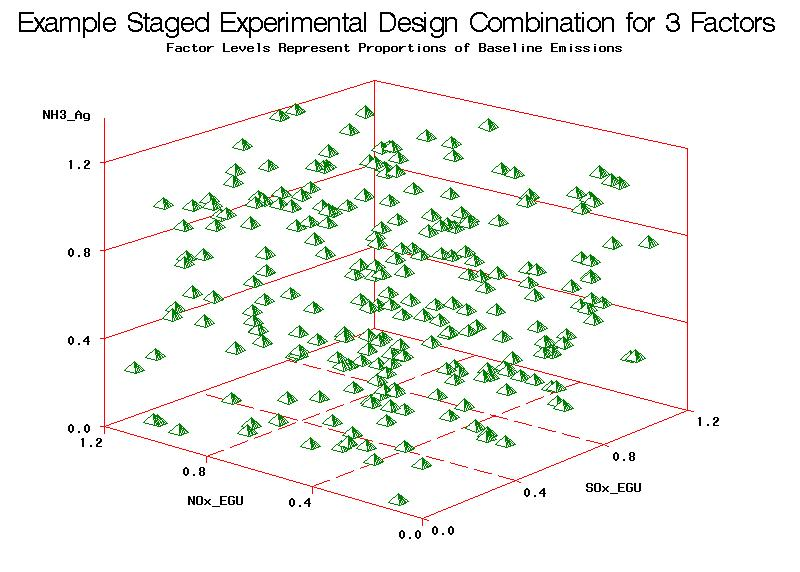 Example Staged Experimental Design Combination for 3 Factors
Factor Levels Represent Proportions of Baseline Emissions
NH3_Ag
1.2
0.8
0.4
0.0
1.2
0.8
0.4
0.0
NOx_EGU
0.0
0.4
0.8
1.2
SOx_EGU